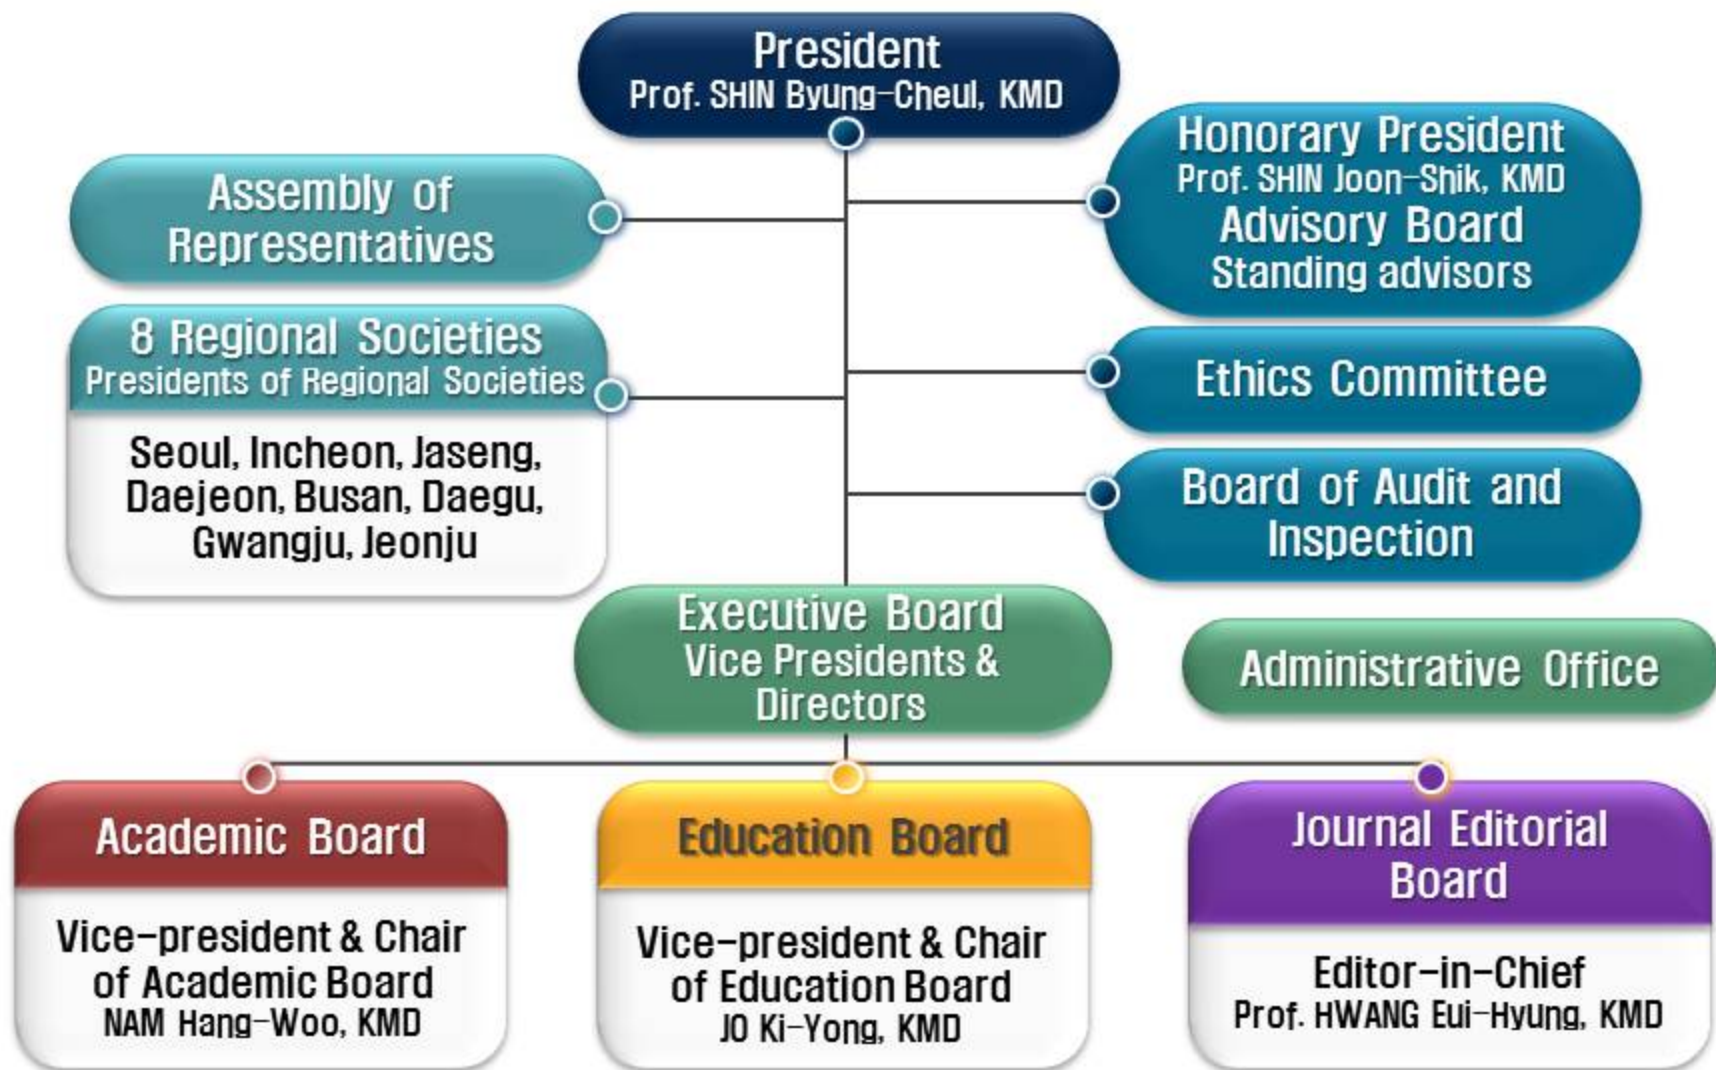 President
Prof. SHIN Byung-Cheul, KMD
Assembly of
Representatives
Honorary President
Prof. SHIN Joon-Shik, KMD
Advisory Board
Standing advisors
8 Regional Societies
Presidents of Regional Societies
Seoul, Incheon, Jaseng,
Daejeon, Busan, Daegu,
Gwangju, Jeonju
Ethics Committee
Board of Audit and
Inspection
Executive Board
Vice Presidents &
Directors
Administrative Office
Academic Board
Vice-president & Chair
of Academic Board
NAM Hang-Woo, KMD
Education Board
Vice-president & Chair
of Education Board
JO Ki-Yong, KMD
Journal Editorial
Board
Editor-in-Chief
Prof. HWANG Eui-Hyung, KMD